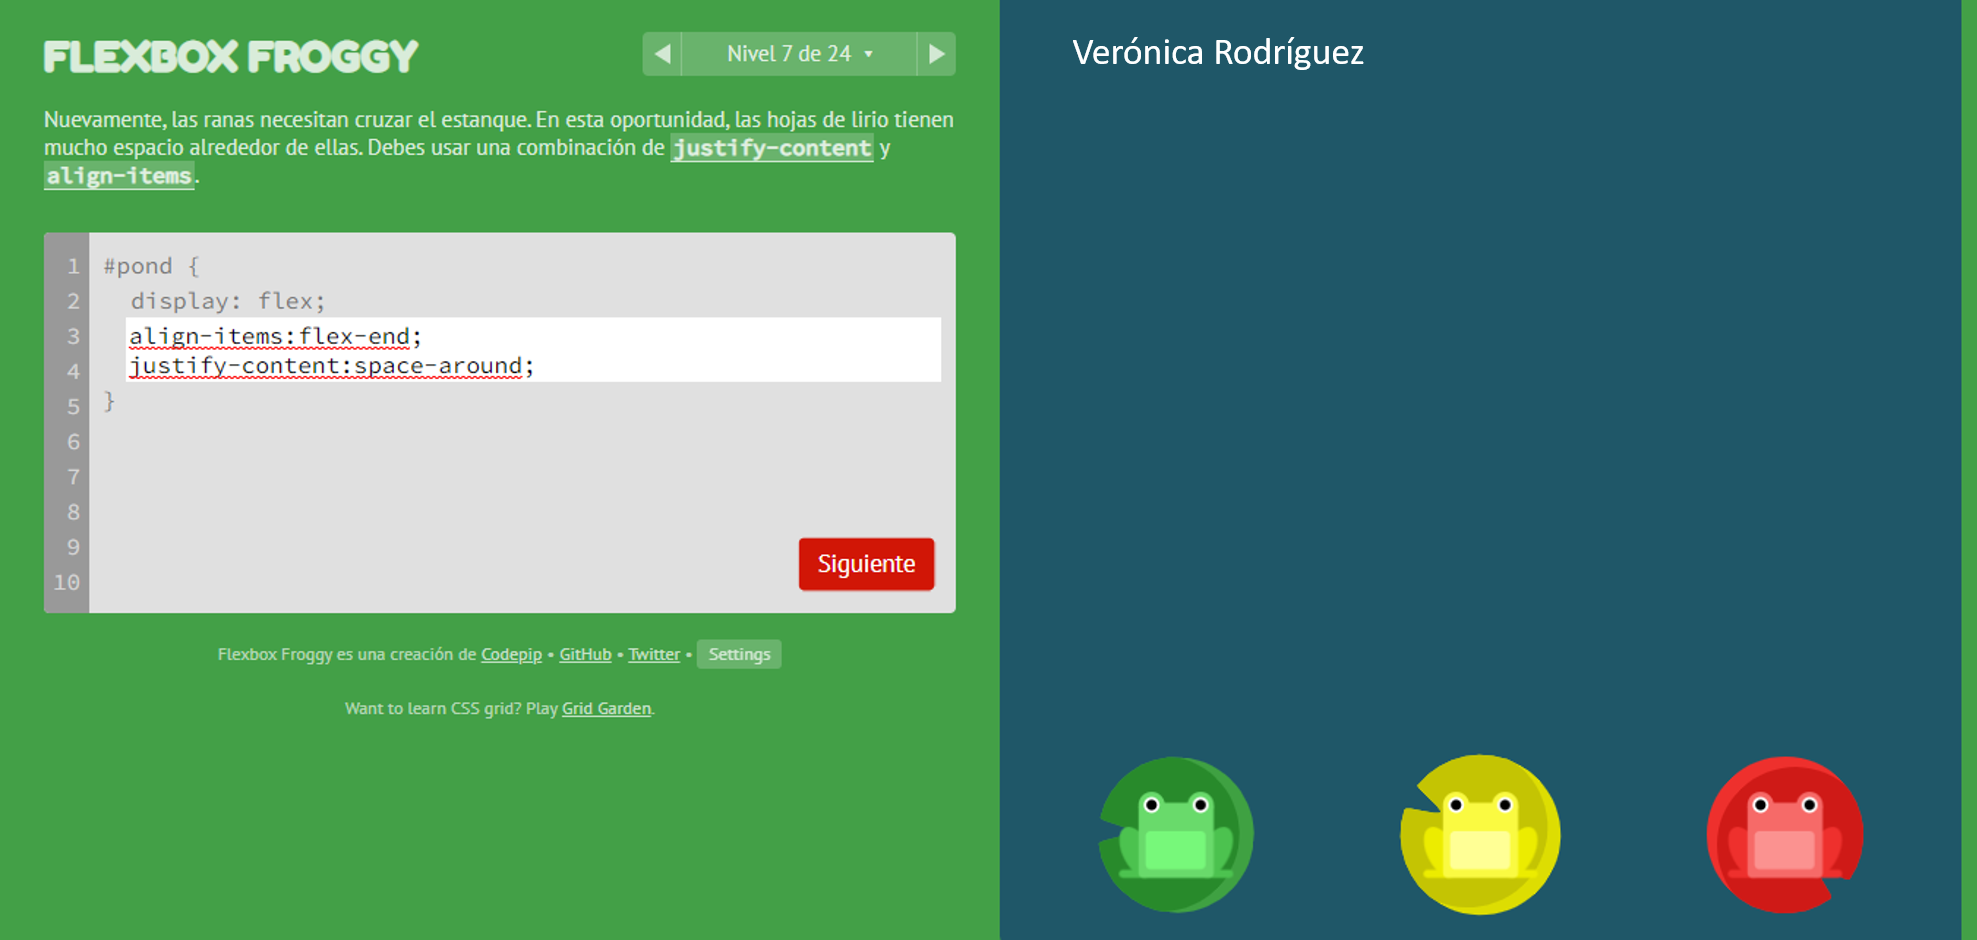 FLEXBOX FROGGY
Nivel 7 de 24
Nuevamente, las ranas necesitan cruzar el estanque. En esta oportunidad, las hojas de lirio tienen
mucho espacio alrededor de ellas. Debes usar una combinación de justify-content y
align-items.
1 #pond {
2 display: flex;
3 align-items:flex-end;
4 justify-content:space-around;
5 }
6
7
8
9
10
Siguiente
Flexbox Froggy es una creación de Codepip • GitHub • Twitter • Settings
Want to learn CSS grid? Play Grid Garden.
Verónica Rodríguez